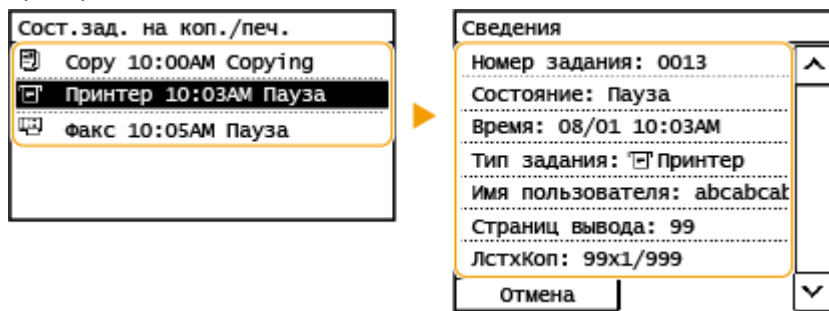 Сост.зад. на коп./печ.
Copy 10:00AM Copying
Принтер 10:03AM Пауза
Факс 10:05AM Пауза
Сведения
Номер задания: 0013
Состояние: Пауза
Время: 08/01 10:03AM
Тип задания: Принтер
Имя пользователя: abcabcab
Страниц вывода: 99
ЛстхКоп: 99x1/999
Отмена